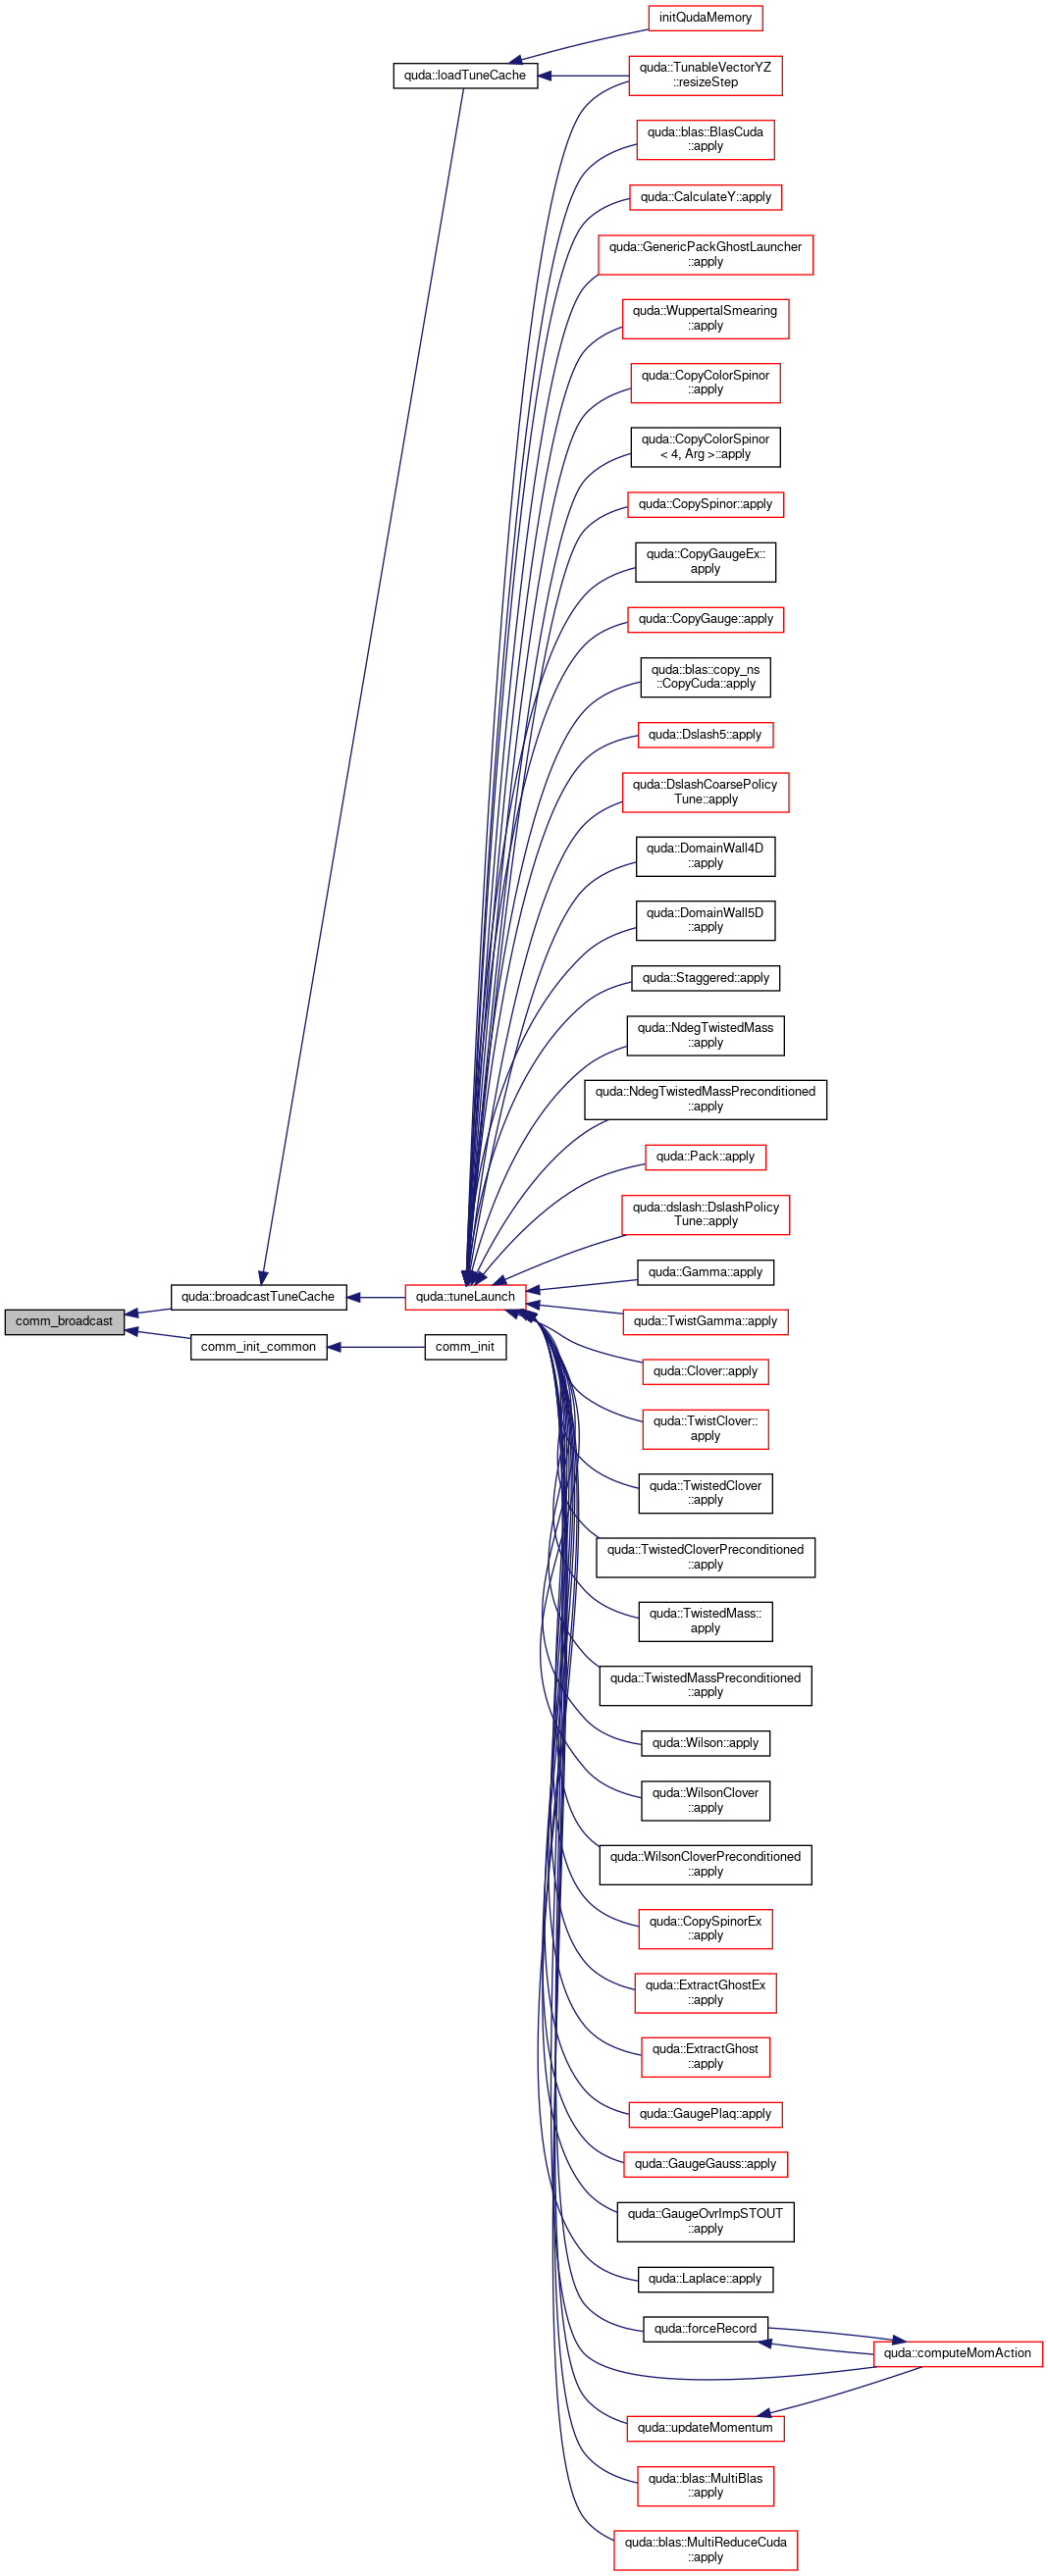 initQudaMemory
quda::loadTuneCache
quda::TunableVectorYZ
::resizeStep
quda::blas::BlasCuda
::apply
quda::CalculateY::apply
quda::GenericPackGhostLauncher
::apply
quda::WuppertalSmearing
::apply
quda::CopyColorSpinor
::apply
quda::CopyColorSpinor
< 4, Arg >::apply
quda::CopySpinor::apply
quda::CopyGaugeEx::
apply
quda::CopyGauge::apply
quda::blas::copy_ns
::CopyCuda::apply
quda::Dslash5::apply
quda::DslashCoarsePolicy
Tune::apply
quda::DomainWall4D
::apply
quda::DomainWall5D
::apply
quda::Staggered::apply
quda::NdegTwistedMass
::apply
quda::NdegTwistedMassPreconditioned
::apply
quda::Pack::apply
quda::dslash::DslashPolicy
Tune::apply
quda::Gamma::apply
quda::broadcastTuneCache
quda::tuneLaunch
comm_broadcast
quda::TwistGamma::apply
comm_init_common
comm_init
quda::Clover::apply
quda::TwistClover::
apply
quda::TwistedClover
::apply
quda::TwistedCloverPreconditioned
::apply
quda::TwistedMass::
apply
quda::TwistedMassPreconditioned
::apply
quda::Wilson::apply
quda::WilsonClover
::apply
quda::WilsonCloverPreconditioned
::apply
quda::CopySpinorEx
::apply
quda::ExtractGhostEx
::apply
quda::ExtractGhost
::apply
quda::GaugePlaq::apply
quda::GaugeGauss::apply
quda::GaugeOvrImpSTOUT
::apply
quda::Laplace::apply
quda::forceRecord
quda::computeMomAction
quda::updateMomentum
quda::blas::MultiBlas
::apply
quda::blas::MultiReduceCuda
::apply